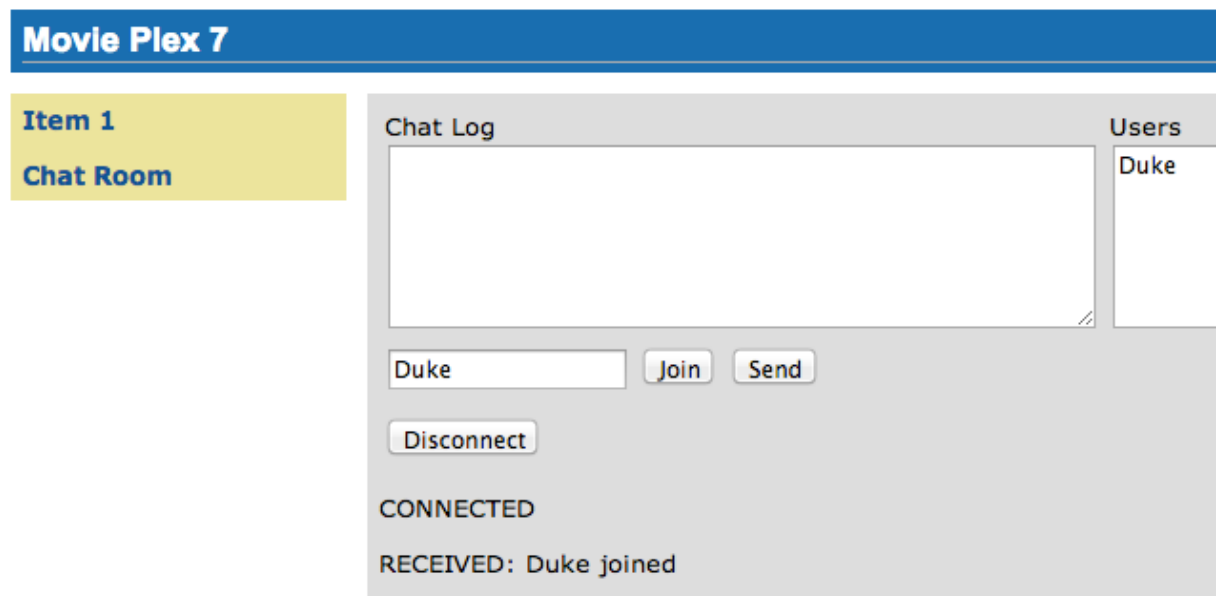 Movie Plex 7
Item 1
Chat Room
Chat Log
Users
Duke
Duke
Join
Send
Disconnect
CONNECTED
RECEIVED: Duke joined